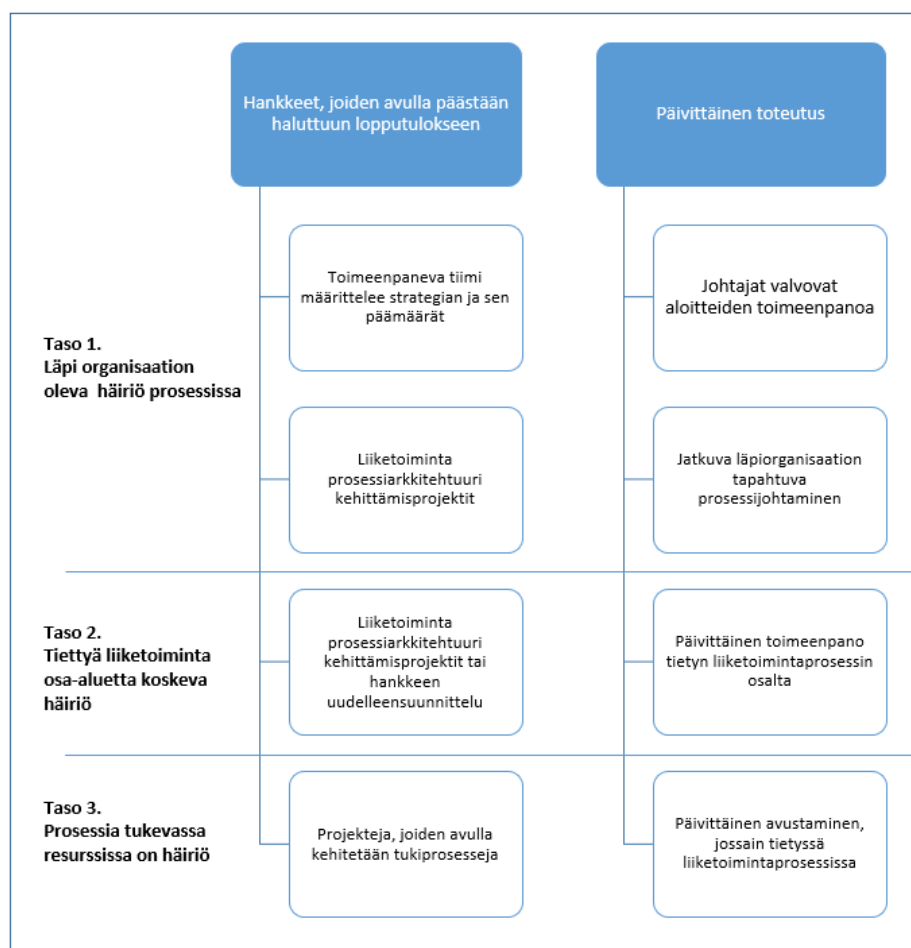 Hankkeet, joiden avulla päästään
haluttuun lopputulokseen
Päivittäinen toteutus
Taso 1.
Läpi organisaation
oleva häiriö prosessissa
Toimeenpaneva tiimi
määrittelee strategian ja sen
päämäärät
Johtajat valvovat
aloitteiden toimeenpanoa
Liiketoiminta
prosessiarkkitehtuuri
kehittämisprojektit
Jatkuva läpiorganisaation
tapahtuva
prosessijohtaminen
Taso 2.
Tiettyä liiketoiminta
osa-aluetta koskeva
häiriö
Liiketoiminta
prosessiarkkitehtuuri
kehittämisprojektit tai
hankkeen
uudelleensuunnittelu
Päivittäinen toimeenpano
tietyn liiketoimintaprosessin
osalta
Taso 3.
Prosessia tukevassa
resurssissa on häiriö
Projekteja, joiden avulla
kehitetään tukiprosesseja
Päivittäinen avustaminen,
jossain tietyssä
liiketoimintaprosessissa